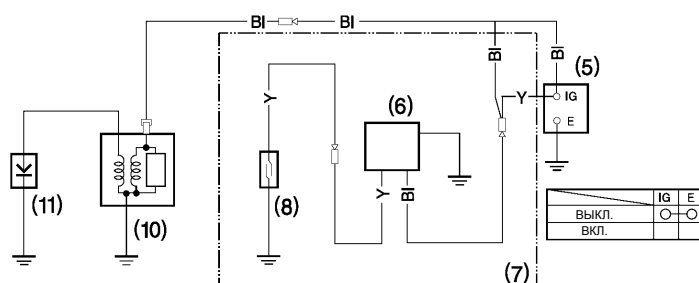 Bl Bl
Bl Bl
(5)
Y
(6)
Y
IG
E
(8)
Y Bl
(11)
(10)
(7)
IG E
ВЫКЛ.
ВКЛ.